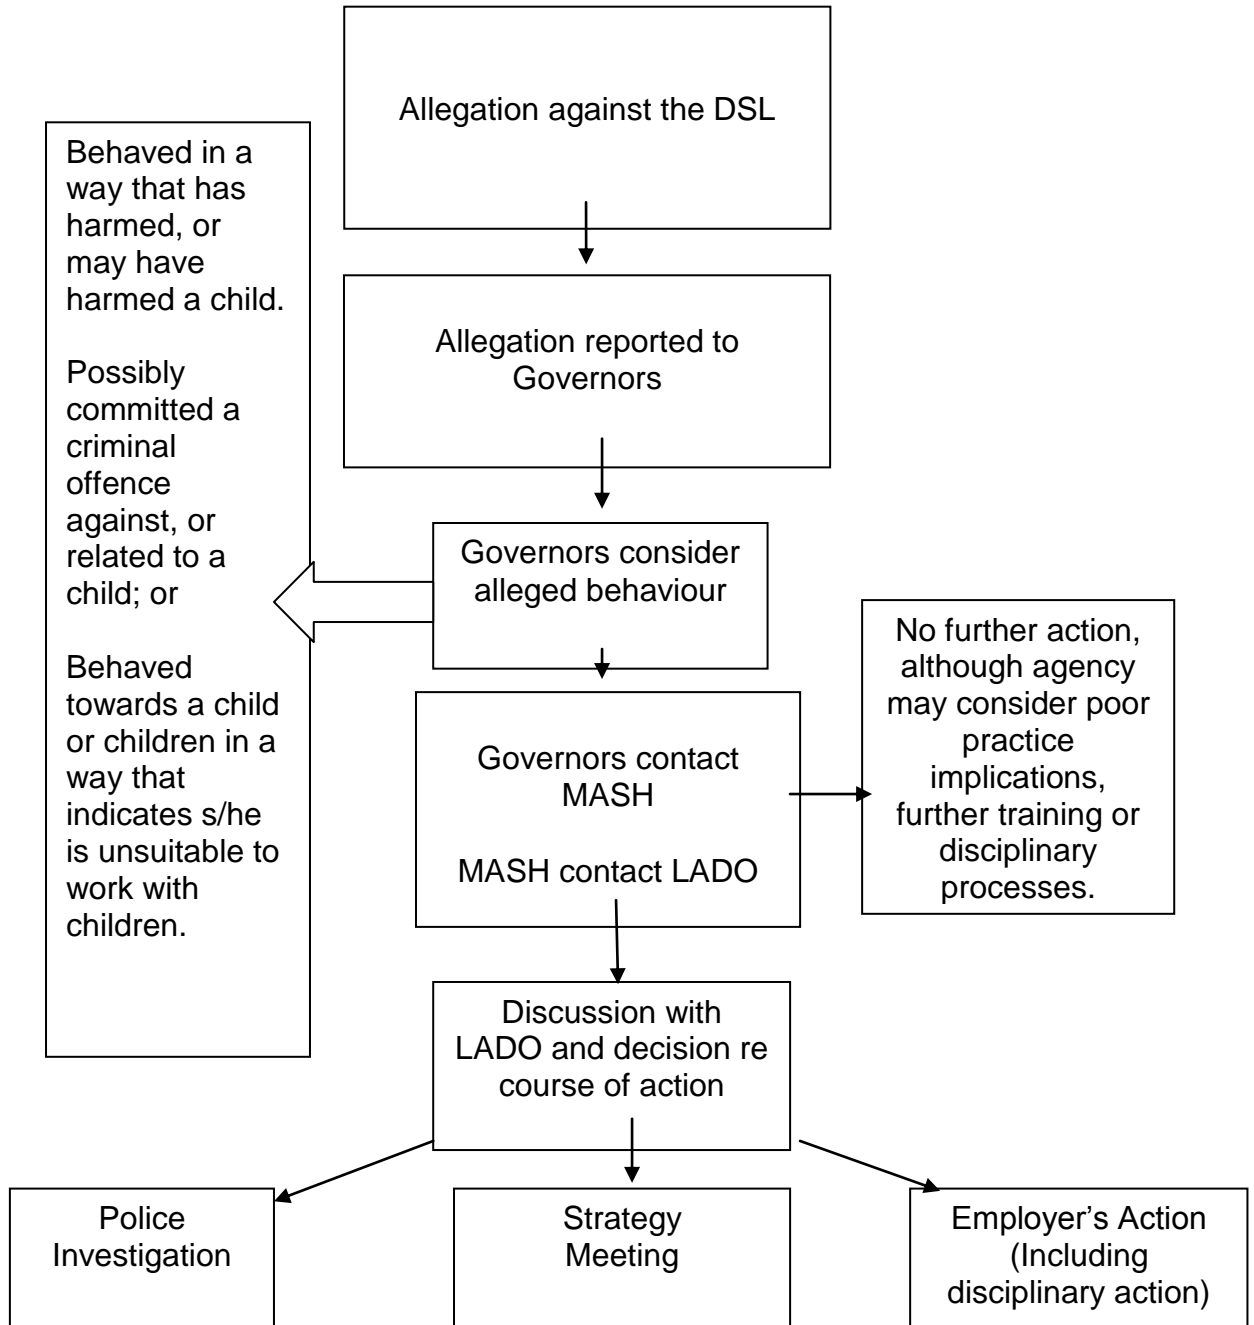 Allegation against the DSL
Behaved in a
way that has
harmed, or
may have
harmed a child.
Possibly
committed a
criminal
offence
against, or
related to a
child; or
Behaved
towards a child
or children in a
way that
indicates s/he
is unsuitable to
work with
children.
Allegation reported to
Governors
Governors consider
alleged behaviour
Governors contact
MASH
MASH contact LADO
No further action,
although agency
may consider poor
practice
implications,
further training or
disciplinary
processes.
Discussion with
LADO and decision re
course of action
Police
Investigation
Strategy
Meeting
Employer’s Action
(Including
disciplinary action)